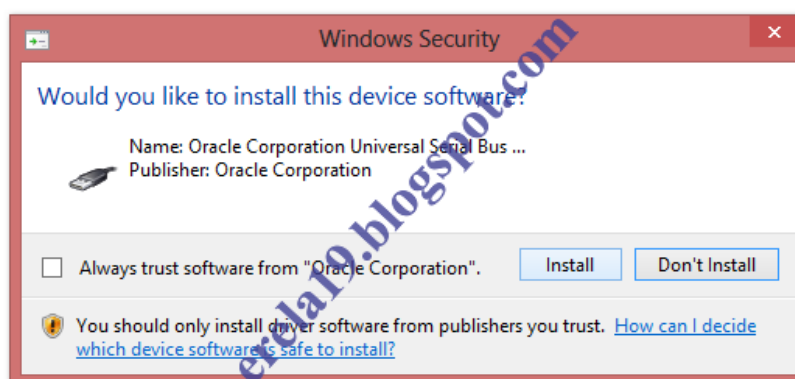 Windows Security
Would you like to install this device software?
Name: Oracle Corporation Universal Serial Bus ...
Publisher: Oracle Corporation
Always trust software from "Oracle Corporation".
Install
Don't Install
You should only install driver software from publishers you trust. How can I decide
which device software is safe to install?
erela19.blogspot.com